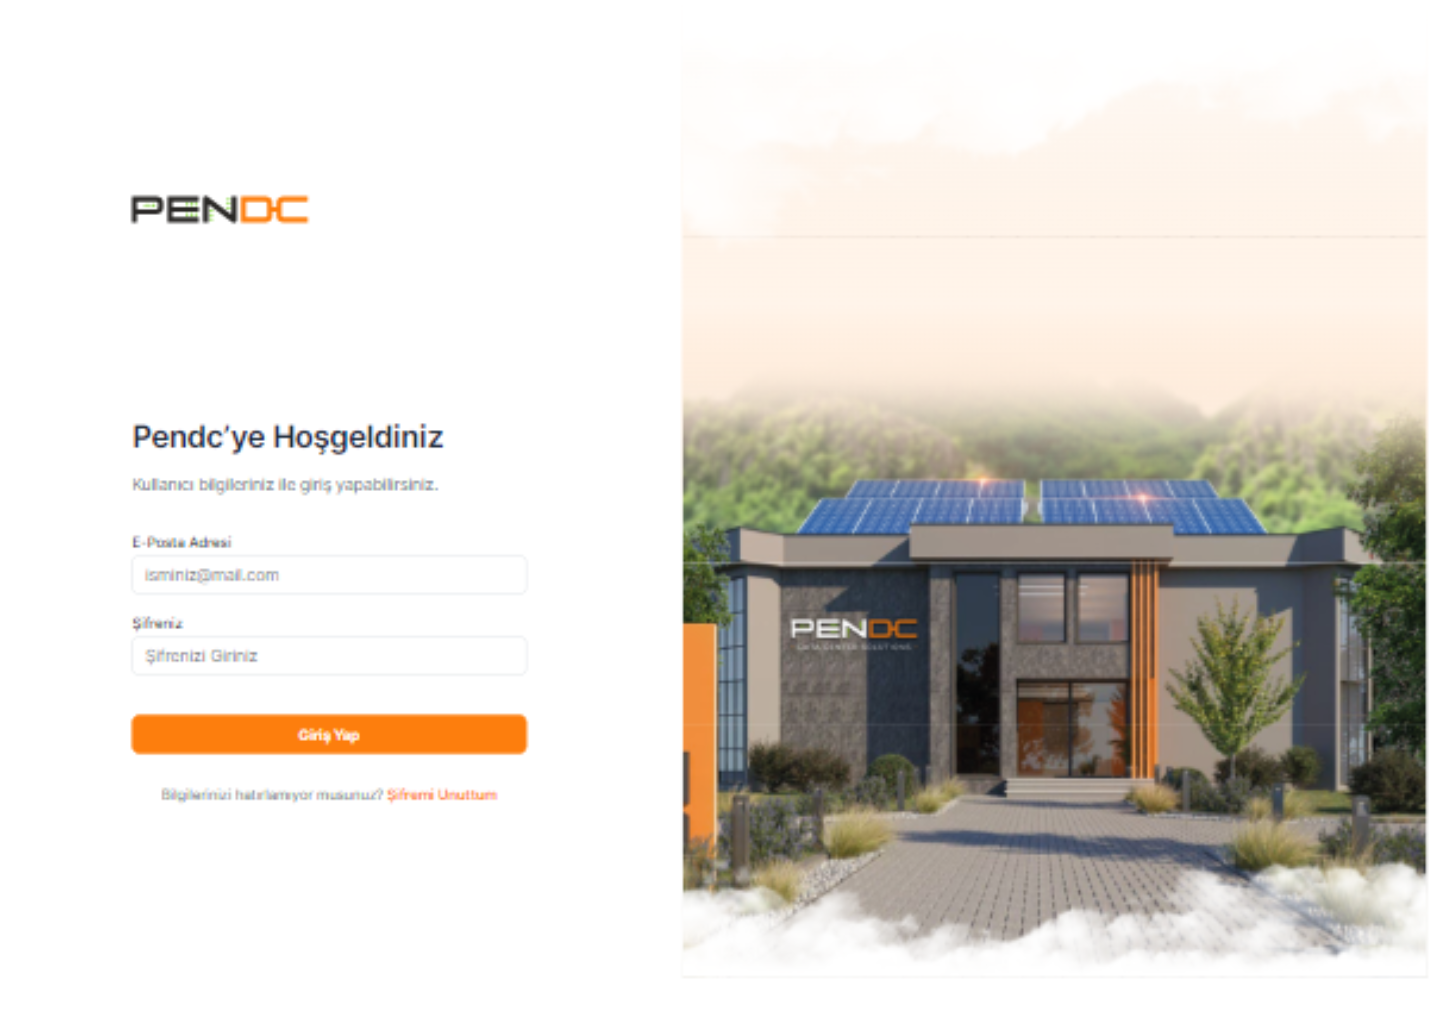 PENDC
Pendc'ye Hoşgeldiniz
Kullanıcı bilgileriniz ile giriş yapabilirsiniz.
E-Posta Adresi
isminiz@mail.com
Şifreniz
Şifrenizi Giriniz
Giriş Yap
Bilgilerinizi hatırlamıyor musunuz? Şifremi Unuttum
PENDC
DATA CENTER SOLUTIONS